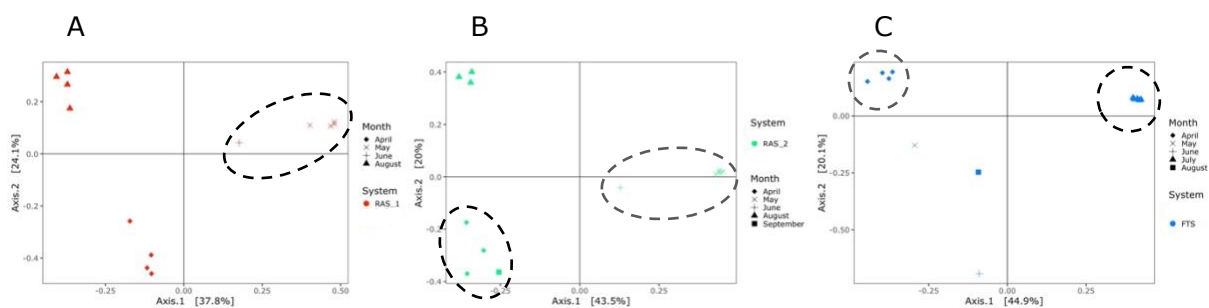 A
B
C
Axis.2 [24.1%]
0.2
0.0
-0.2
-0.4
0.00
0.25
0.50
Axis.1 [37.8%]
Month
April
May
June
August
System
RAS_1
Axis.2 [20%]
0.4
0.2
0.0
-0.2
-0.4
-0.25
0.00
0.25
Axis.1 [43.5%]
System
RAS_2
Month
April
May
June
August
September
Axis.2 [20.1%]
0.00
-0.25
-0.50
-0.25
0.00
0.25
Axis.1 [44.9%]
Month
April
May
June
July
August
System
FTS